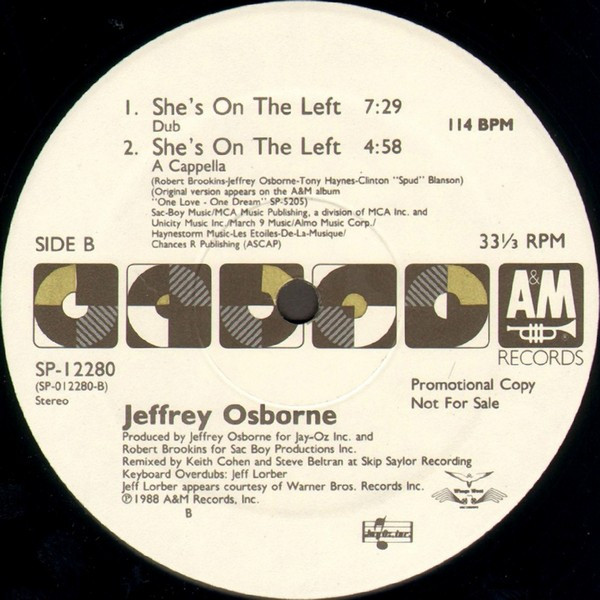 1. She's On The Left 7:29
Dub
114 BPM
2. She's On The Left 4:58
A Cappella
(Robert Brookins-Jeffrey Osborne-Tony Haynes-Clinton "Spud" Blanson)
(Original version appears on the A&M album
"One Love - One Dream" SP-5205)
Sac-Boy Music/MCA Music Publishing, a division of MCA Inc. and
Unicity Music Inc./March 9 Music/Almo Music Corp./
Haynestorm Music-Les Etoiles-De-La-Musique/
Chances R Publishing (ASCAP)
SIDE B
33⅓ RPM
A&M
RECORDS
SP-12280
(SP-012280-B)
Stereo
Promotional Copy
Not For Sale
Jeffrey Osborne
Produced by Jeffrey Osborne for Jay-Oz Inc. and
Robert Brookins for Sac Boy Productions Inc.
Remixed by Keith Cohen and Steve Beltran at Skip Saylor Recording
Keyboard Overdubs: Jeff Lorber
Jeff Lorber appears courtesy of Warner Bros. Records Inc.
℗1988 A&M Records, Inc.
B